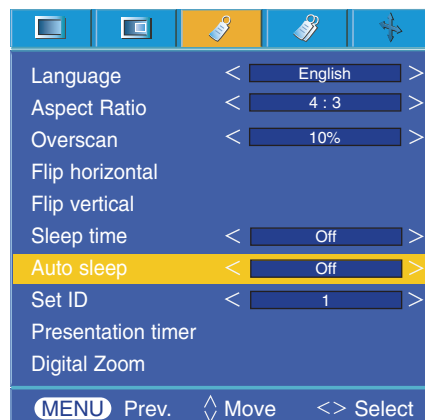 Language < English >
Aspect Ratio < 4 : 3 >
Overscan < 10% >
Flip horizontal
Flip vertical
Sleep time < Off >
Auto sleep < Off >
Set ID < 1 >
Presentation timer
Digital Zoom
MENU Prev. Move <> Select